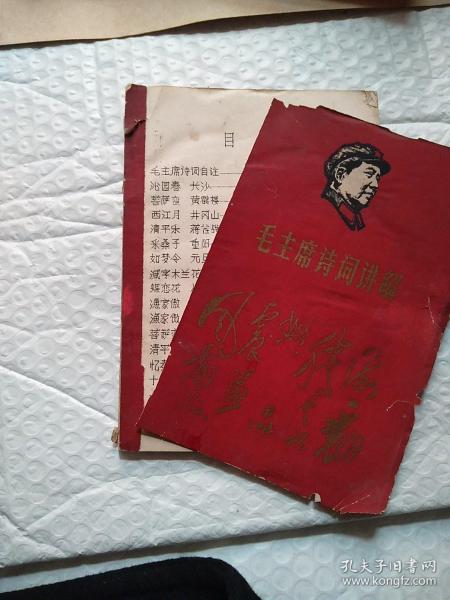 目
毛主席诗词自注
沁园春 长沙
菩萨蛮 黄鹤楼
西江月 井冈山
清平乐 蒋桂战
采桑子 重阳
如梦令 元旦
减字木兰花
蝶恋花
渔家傲
渔家傲
菩萨
清平
忆秦
十
毛主席诗词讲解
孔夫子旧书网
www.kongfz.com